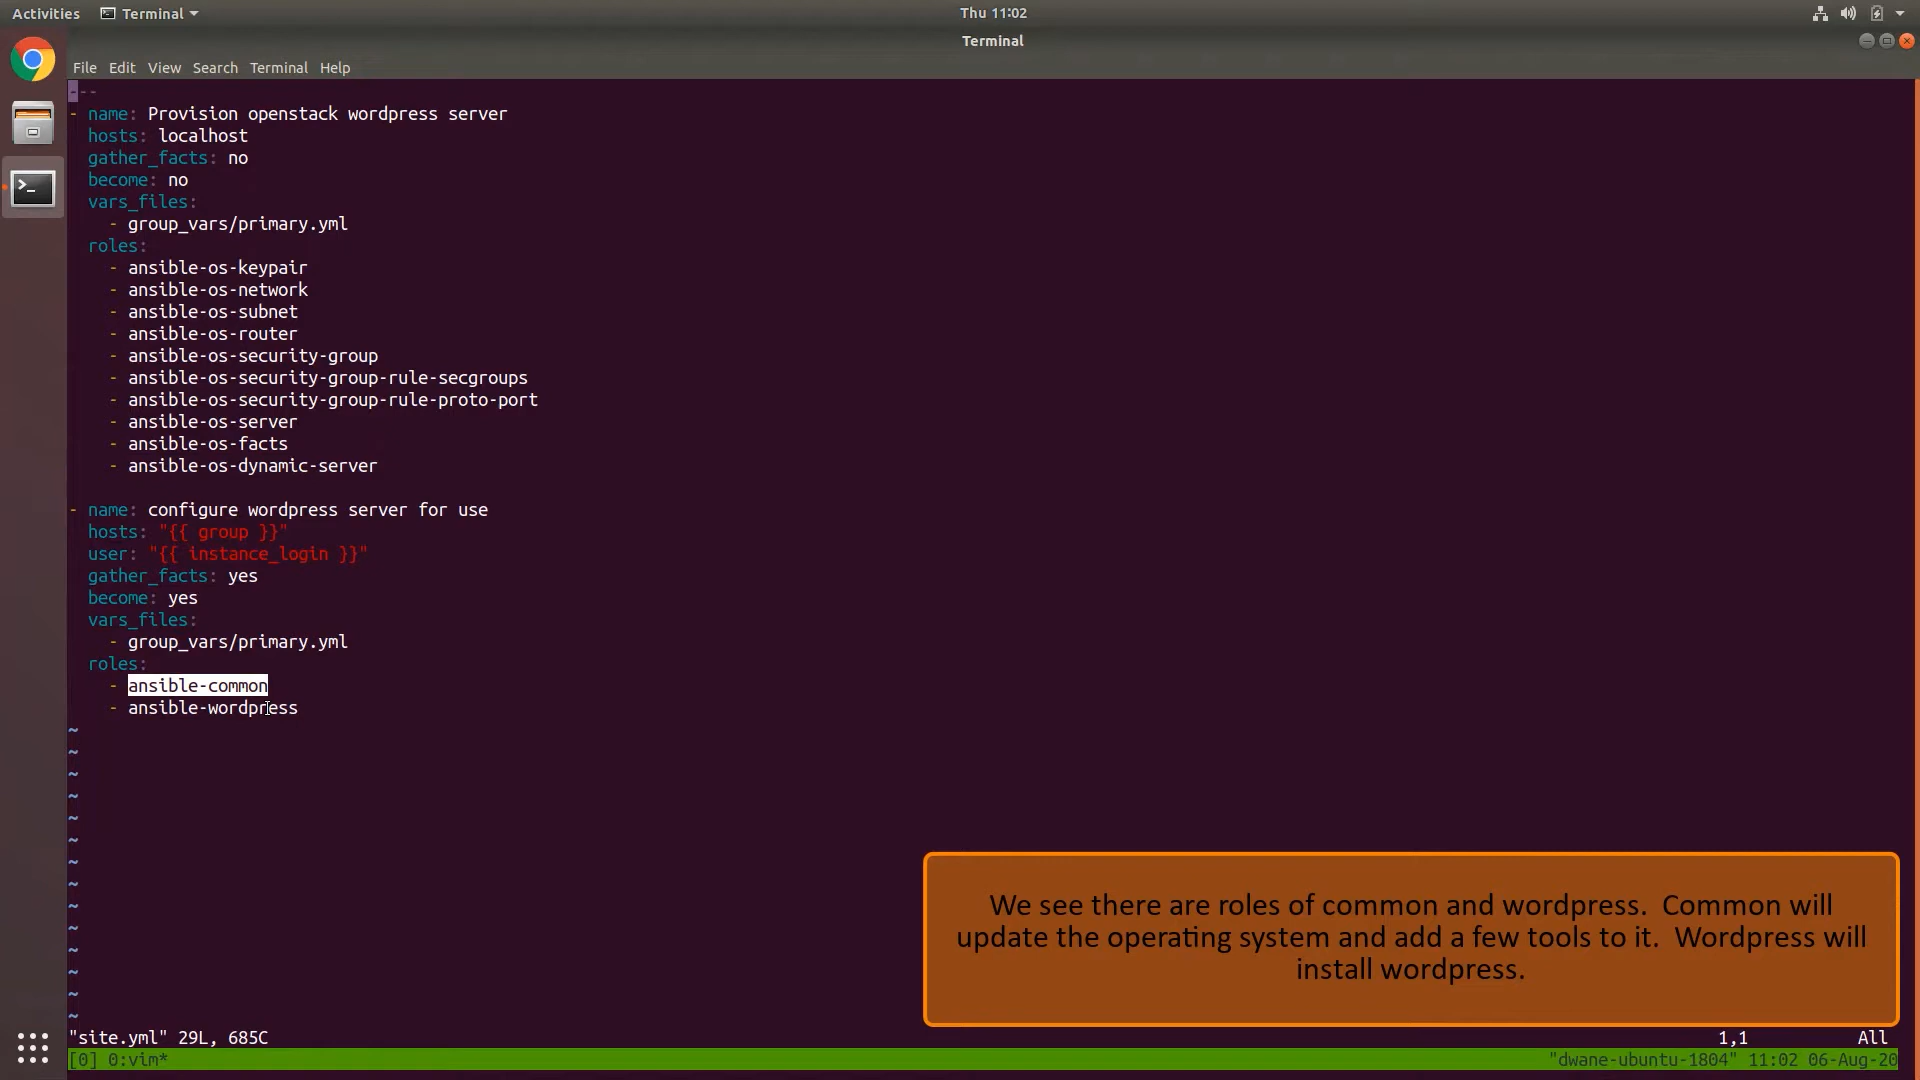 Activities Terminal Thu 11:02
Terminal
File Edit View Search Terminal Help
---
- name: Provision openstack wordpress server
  hosts: localhost
  gather_facts: no
  become: no
  vars_files:
    - group_vars/primary.yml
  roles:
    - ansible-os-keypair
    - ansible-os-network
    - ansible-os-subnet
    - ansible-os-router
    - ansible-os-security-group
    - ansible-os-security-group-rule-secgroups
    - ansible-os-security-group-rule-proto-port
    - ansible-os-server
    - ansible-os-facts
    - ansible-os-dynamic-server
- name: configure wordpress server for use
  hosts: "{{ group }}"
  user: "{{ instance_login }}"
  gather_facts: yes
  become: yes
  vars_files:
    - group_vars/primary.yml
  roles:
    - ansible-common
    - ansible-wordpress
~
~
~
~
~
~
~
~
~
~
~
~
~
~
We see there are roles of common and wordpress.  Common will
update the operating system and add a few tools to it.  Wordpress will
install wordpress.
"site.yml" 29L, 685C 1,1 All
[0] 0:vim* "dwane-ubuntu-1804" 11:02 06-Aug-20